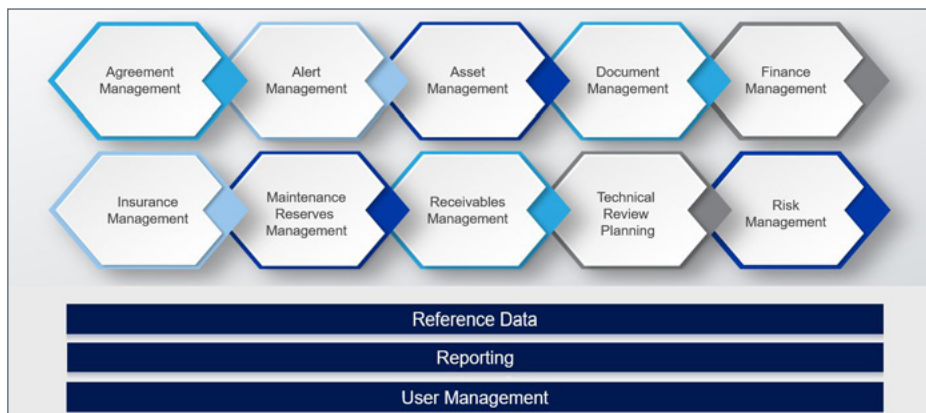 Agreement
Management
Alert
Management
Asset
Management
Document
Management
Finance
Management
Insurance
Management
Maintenance
Reserves
Management
Receivables
Management
Technical
Review
Planning
Risk
Management
Reference Data
Reporting
User Management